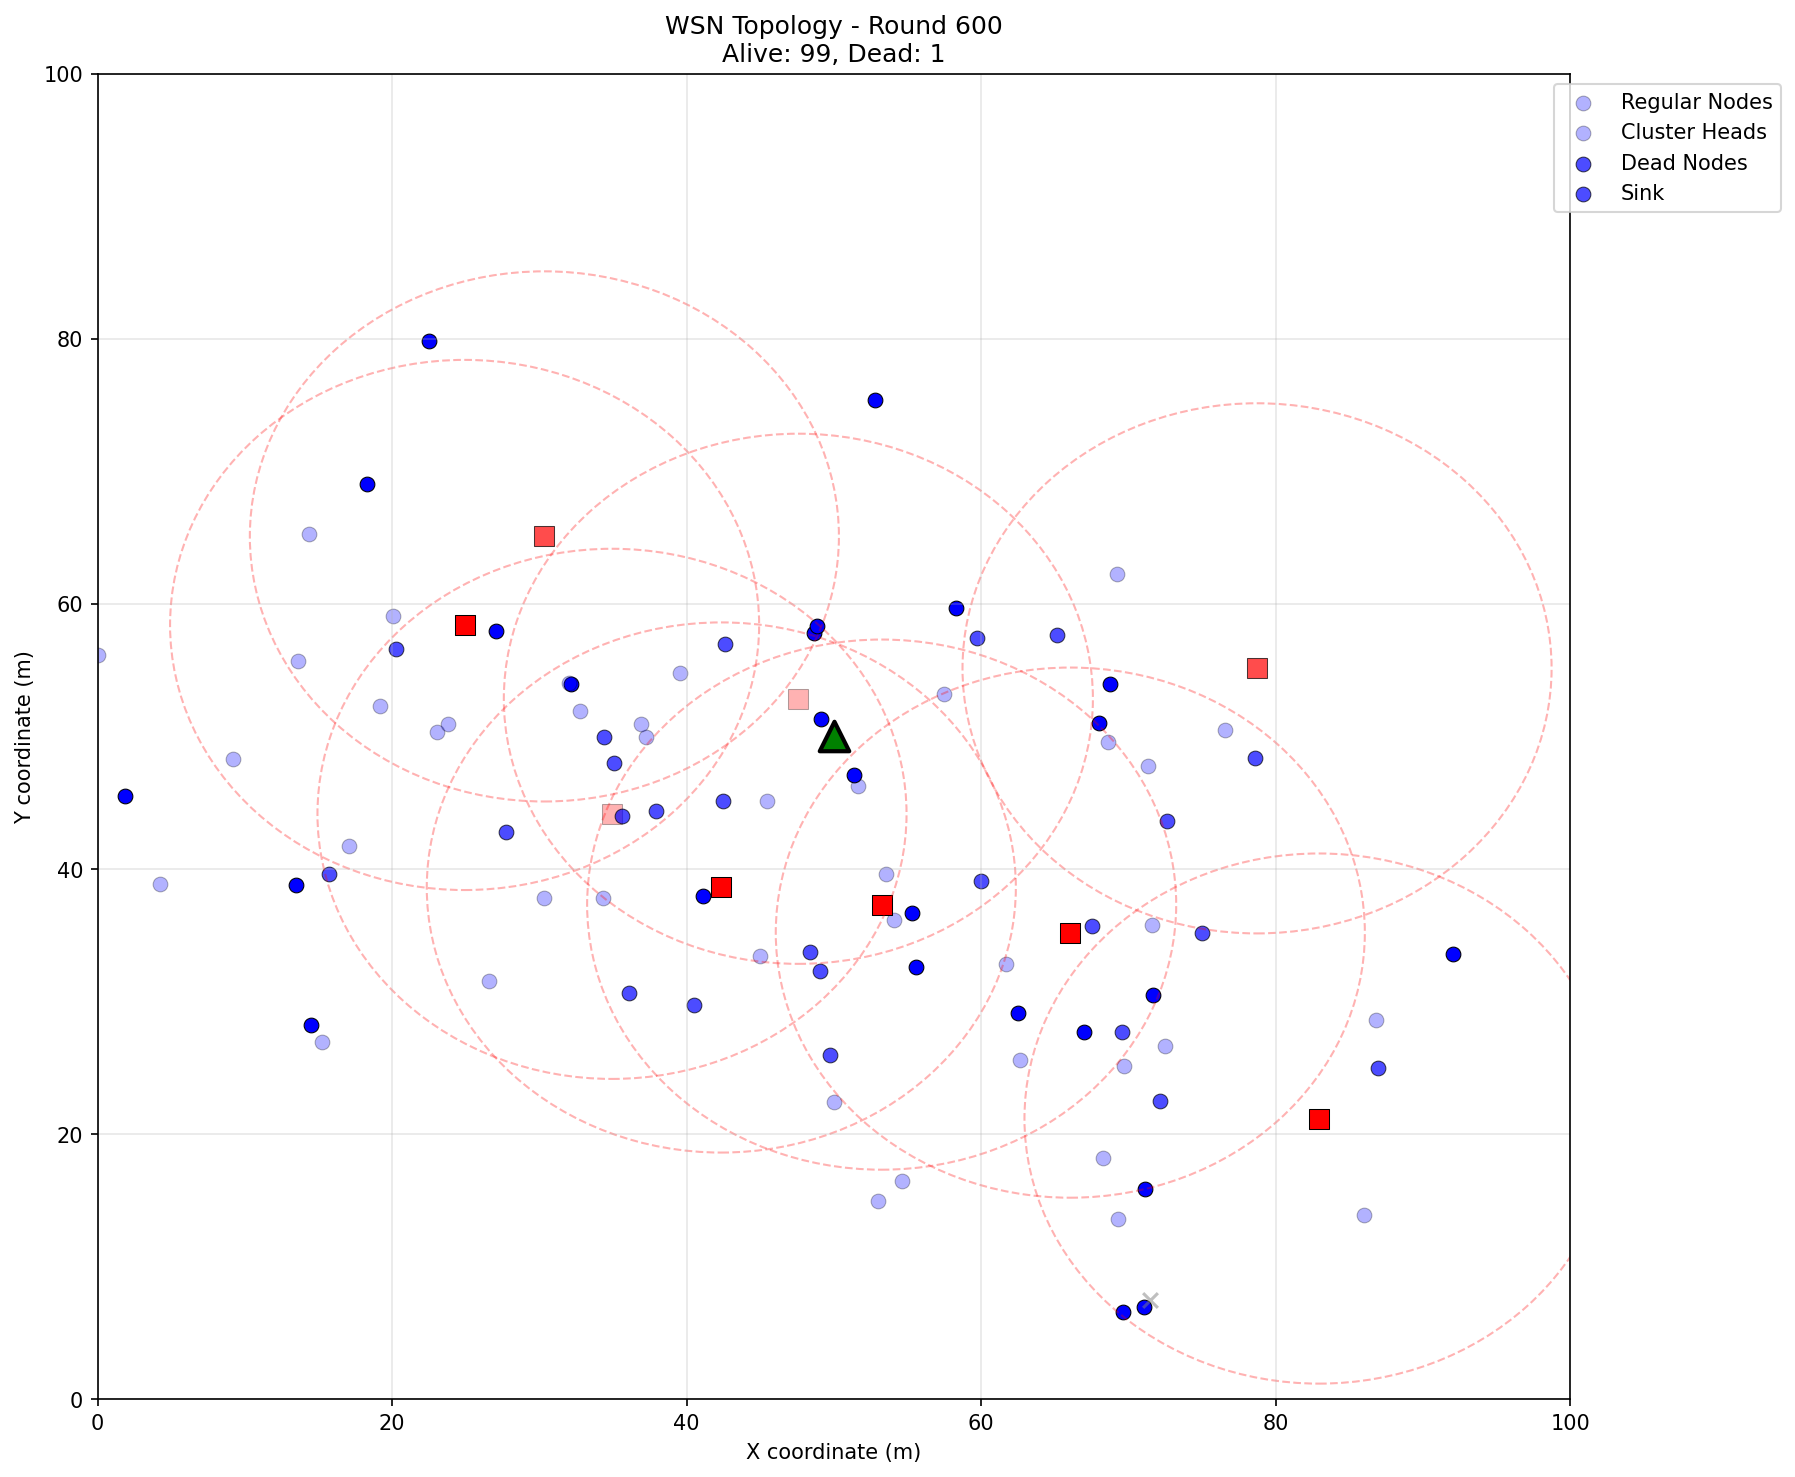 WSN Topology - Round 600
Alive: 99, Dead: 1
Regular Nodes
Cluster Heads
Dead Nodes
Sink
Y coordinate (m)
100
80
60
40
20
0
0 20 40 60 80 100
X coordinate (m)